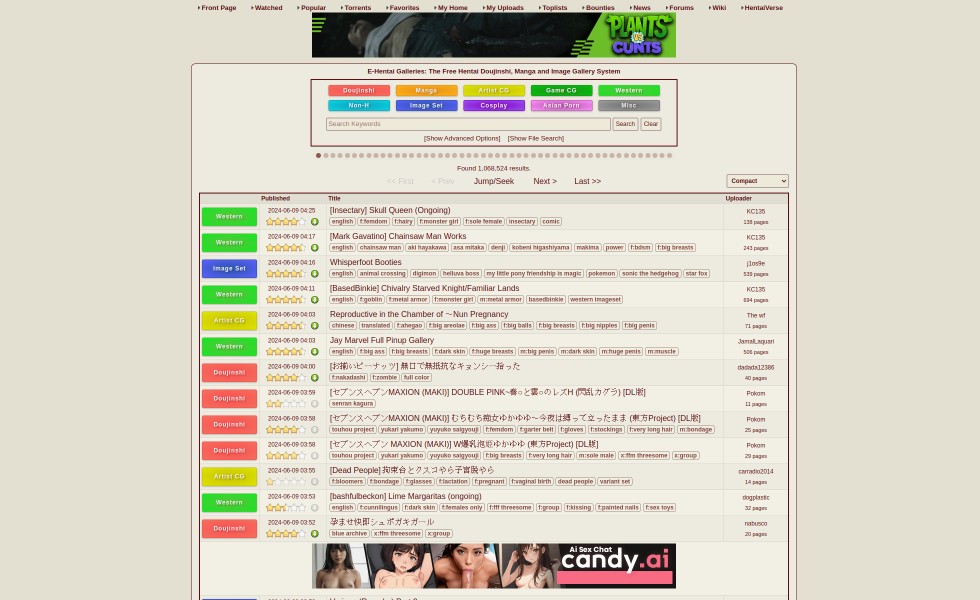 Front Page Watched Popular Torrents Favorites My Home My Uploads Toplists Bounties News Forums Wiki HentaiVerse
PLANTS
VS
CUNTS
E-Hentai Galleries: The Free Hentai Doujinshi, Manga and Image Gallery System
Doujinshi Manga Artist CG Game CG Western
Non-H Image Set Cosplay Asian Porn Misc
Search Keywords Search Clear
[Show Advanced Options] [Show File Search]
Found 1,068,524 results.
<< First < Prev Jump/Seek Next > Last >> Compact
Published Title Uploader
Western 2024-06-09 04:25 [Insectary] Skull Queen (Ongoing) KC135
english f:femdom f:hairy f:monster girl f:sole female insectary comic 138 pages
Western 2024-06-09 04:17 [Mark Gavatino] Chainsaw Man Works KC135
english chainsaw man aki hayakawa asa mitaka denji kobeni higashiyama makima power f:bdsm f:big breasts 243 pages
Image Set 2024-06-09 04:16 Whisperfoot Booties j1os9e
english animal crossing digimon helluva boss my little pony friendship is magic pokemon sonic the hedgehog star fox 539 pages
Western 2024-06-09 04:11 [BasedBinkie] Chivalry Starved Knight/Familiar Lands KC135
english f:goblin f:metal armor f:monster girl m:metal armor basedbinkie western imageset 694 pages
Artist CG 2024-06-09 04:03 Reproductive in the Chamber of ～Nun Pregnancy The wf
chinese translated f:ahegao f:big areolae f:big ass f:big balls f:big breasts f:big nipples f:big penis 71 pages
Western 2024-06-09 04:03 Jay Marvel Full Pinup Gallery JamalLaquari
english f:big ass f:big breasts f:dark skin f:huge breasts m:big penis m:dark skin m:huge penis m:muscle 506 pages
Doujinshi 2024-06-09 04:00 [お揃いピーナッツ] 無口で無抵抗なキョンシー拾った dadada12386
f:nakadashi f:zombie full color 40 pages
Doujinshi 2024-06-09 03:59 [セブンスヘブンMAXION (MAKI)] DOUBLE PINK~春○と雲○のレズH (閃乱カグラ) [DL版] Pokom
senran kagura 11 pages
Doujinshi 2024-06-09 03:58 [セブンスヘブンMAXION (MAKI)] むちむち痴女ゆかゆゆ～今夜は縛って立ったまま (東方Project) [DL版] Pokom
touhou project yukari yakumo yuyuko saigyouji f:femdom f:garter belt f:gloves f:stockings f:very long hair m:bondage 25 pages
Doujinshi 2024-06-09 03:58 [セブンスヘブン MAXION (MAKI)] W爆乳泡姫ゆかゆゆ (東方Project) [DL版] Pokom
touhou project yukari yakumo yuyuko saigyouji f:big breasts f:very long hair m:sole male x:ffm threesome x:group 29 pages
Artist CG 2024-06-09 03:55 [Dead People] 拘束台とクスコやら子宮脱やら carradio2014
f:bloomers f:bondage f:glasses f:lactation f:pregnant f:vaginal birth dead people variant set 14 pages
Western 2024-06-09 03:53 [bashfulbeckon] Lime Margaritas (ongoing) dogplastic
english f:cunnilingus f:dark skin f:females only f:fff threesome f:group f:kissing f:painted nails f:sex toys 32 pages
Doujinshi 2024-06-09 03:52 孕ませ快即シュポガキガール nabusco
blue archive x:ffm threesome x:group 20 pages
Ai Sex Chat
candy.ai